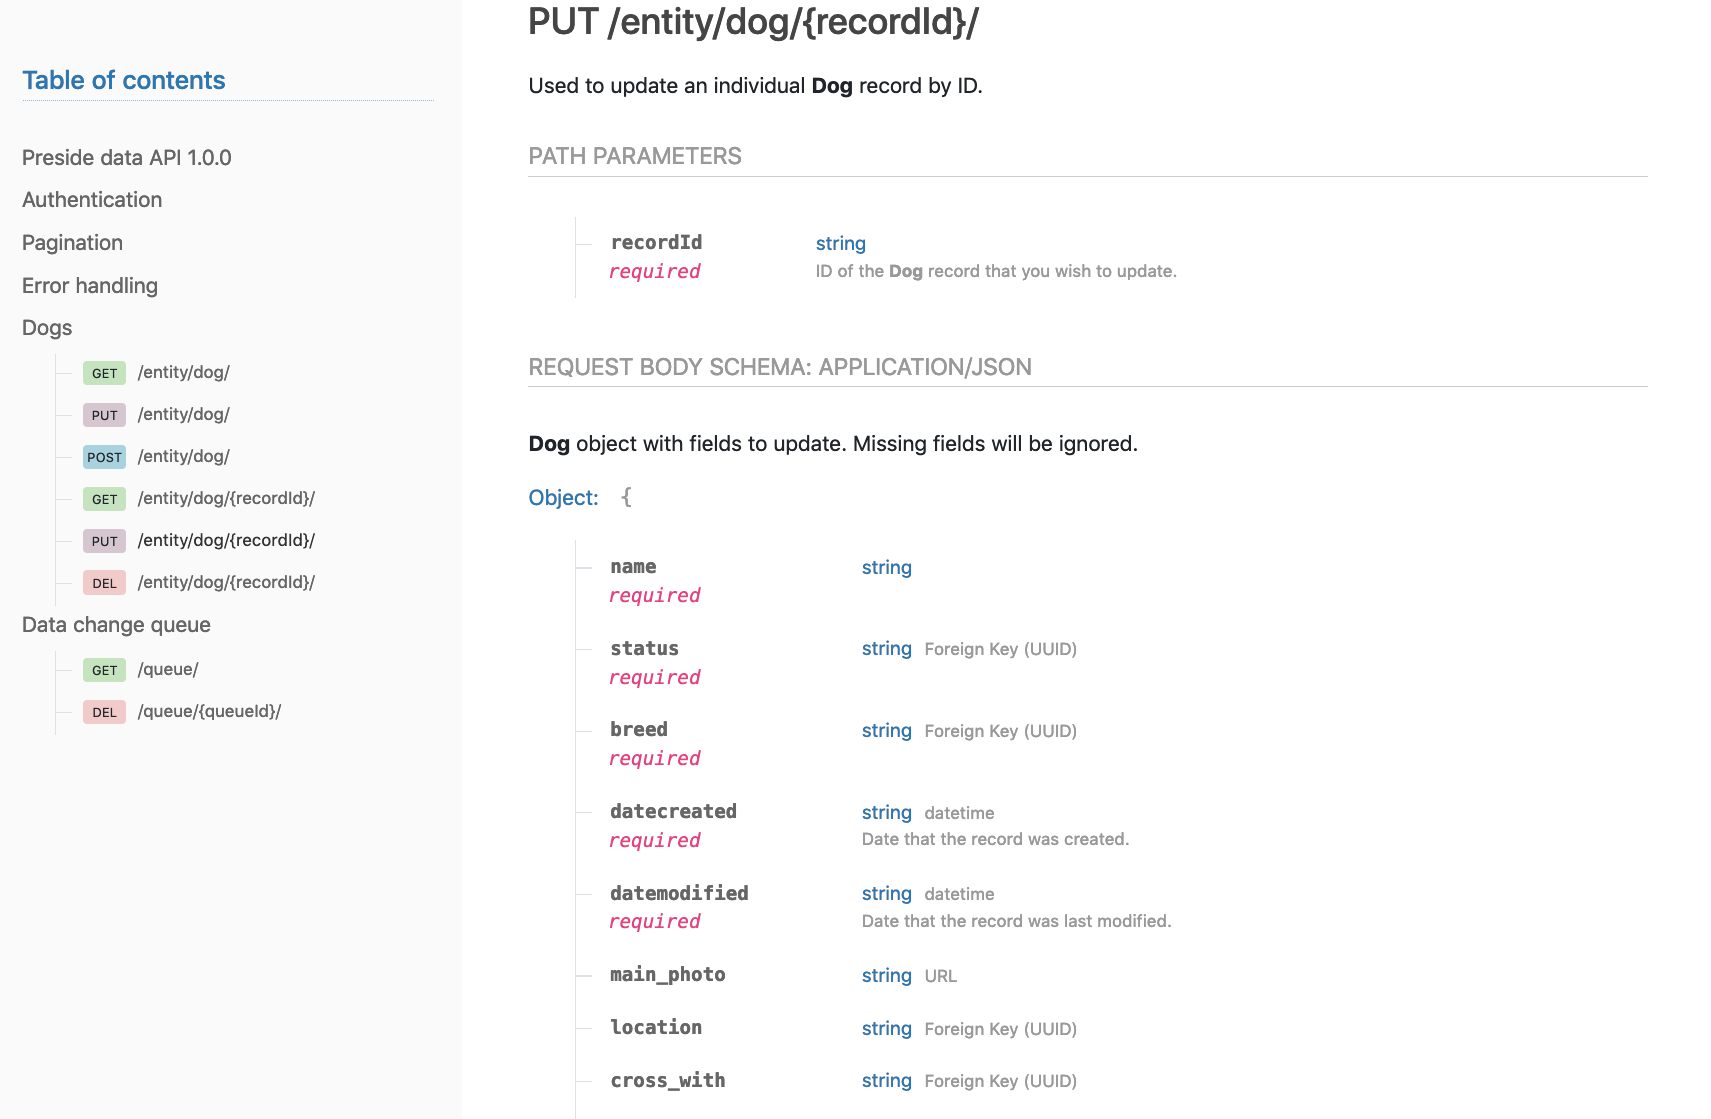 Table of contents
Preside data API 1.0.0
Authentication
Pagination
Error handling
Dogs
GET /entity/dog/
PUT /entity/dog/
POST /entity/dog/
GET /entity/dog/{recordId}/
PUT /entity/dog/{recordId}/
DEL /entity/dog/{recordId}/
Data change queue
GET /queue/
DEL /queue/{queueId}/
PUT /entity/dog/{recordId}/
Used to update an individual Dog record by ID.
PATH PARAMETERS
recordId string
required ID of the Dog record that you wish to update.
REQUEST BODY SCHEMA: APPLICATION/JSON
Dog object with fields to update. Missing fields will be ignored.
Object: {
name string
required
status string Foreign Key (UUID)
required
breed string Foreign Key (UUID)
required
datecreated string datetime
required Date that the record was created.
datemodified string datetime
required Date that the record was last modified.
main_photo string URL
location string Foreign Key (UUID)
cross_with string Foreign Key (UUID)